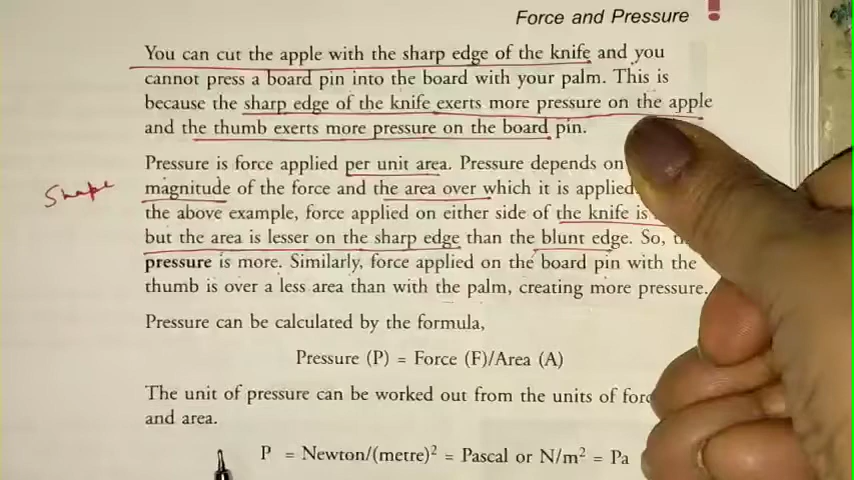 Force and Pressure
You can cut the apple with the sharp edge of the knife and you
cannot press a board pin into the board with your palm. This is
because the sharp edge of the knife exerts more pressure on the apple
and the thumb exerts more pressure on the board pin.
Pressure is force applied per unit area. Pressure depends on
Shape
magnitude of the force and the area over which it is applied.
the above example, force applied on either side of the knife is
but the area is lesser on the sharp edge than the blunt edge. So,
pressure is more. Similarly, force applied on the board pin with the
thumb is over a less area than with the palm, creating more pressure.
Pressure can be calculated by the formula,
Pressure (P) = Force (F)/Area (A)
The unit of pressure can be worked out from the units of
and area.
P = Newton/(metre)² = Pascal or N/m² = Pa